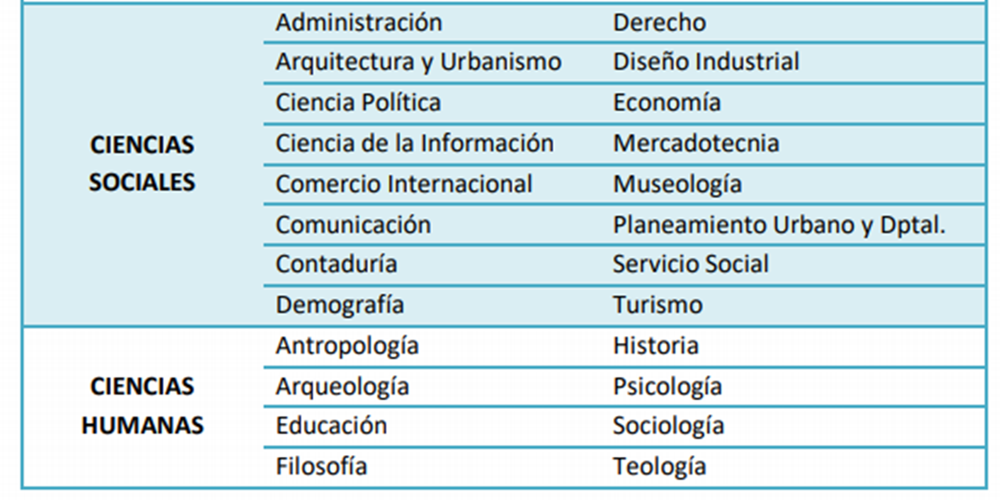 CIENCIAS
SOCIALES
Administración Derecho
Arquitectura y Urbanismo Diseño Industrial
Ciencia Política Economía
Ciencia de la Información Mercadotecnia
Comercio Internacional Museología
Comunicación Planeamiento Urbano y Dptal.
Contaduría Servicio Social
Demografía Turismo
CIENCIAS
HUMANAS
Antropología Historia
Arqueología Psicología
Educación Sociología
Filosofía Teología